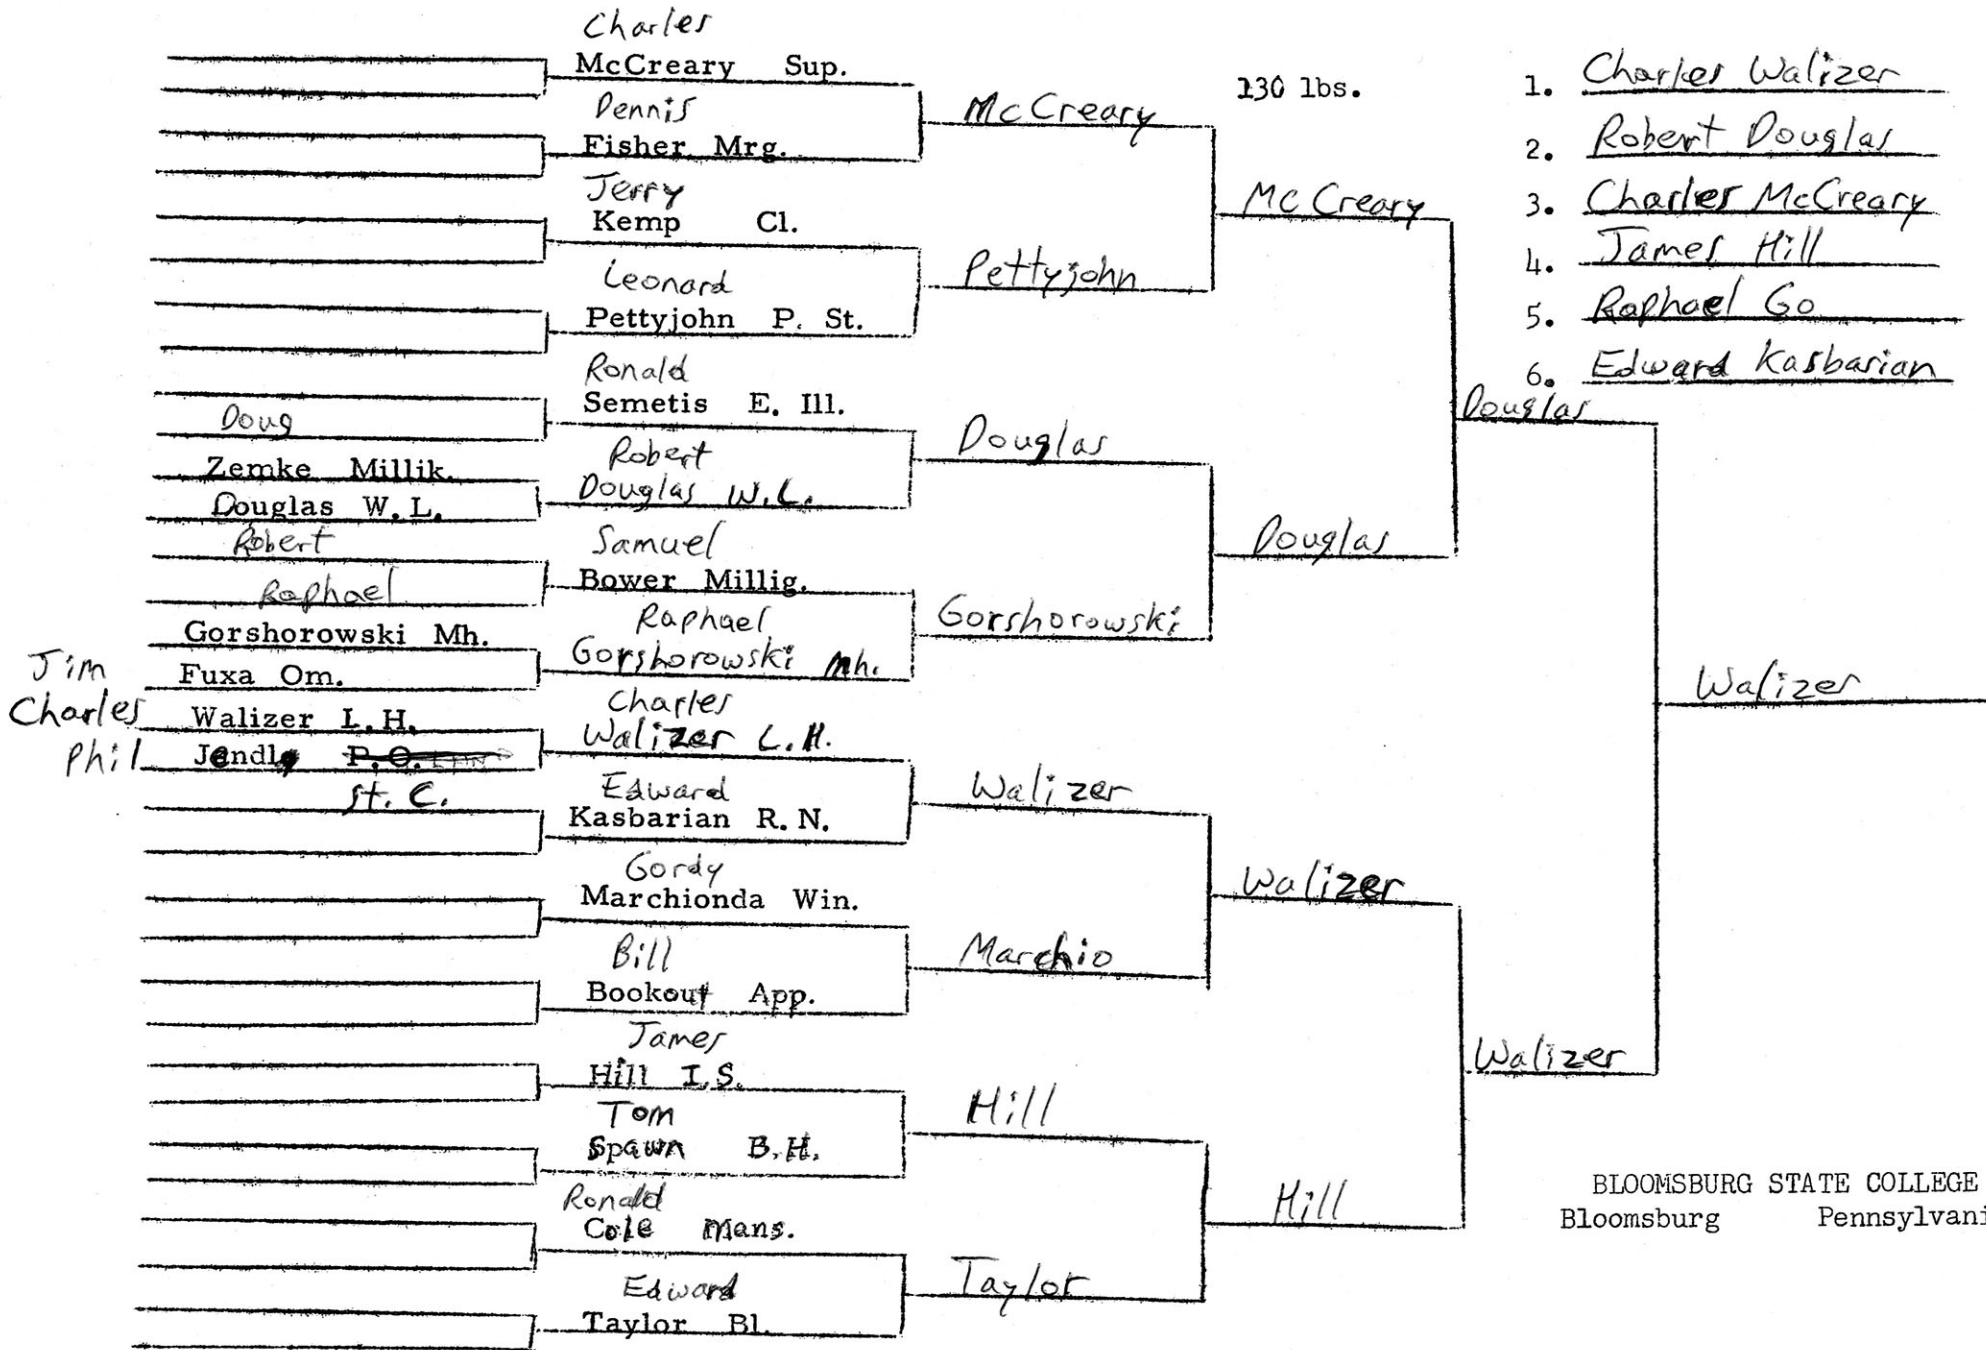 Charles
McCreary Sup.
Dennis
Fisher Mrg.
Jerry
Kemp Cl.
Leonard
Pettyjohn P. St.
Ronald
Semetis E. Ill.
Doug
Zemke Millik.
Robert
Douglas W.L.
Douglas W.L.
Robert
Samuel
Bower Millig.
Raphael
Gorshorowski Mh.
Raphael
Gorshorowski Mh.
Jim
Fuxa Om.
Charles
Walizer L.H.
Charles
Walizer L.H.
Phil
Jendle P.O.
St. C.
Edward
Kasbarian R.N.
Gordy
Marchionda Win.
Bill
Bookout App.
James
Hill I.S.
Tom
Spawn B.H.
Ronald
Cole Mans.
Edward
Taylor Bl.
McCreary
Pettyjohn
Douglas
Gorshorowski
Walizer
Marchio
Hill
Taylor
McCreary
Douglas
Walizer
Hill
Douglas
Walizer
Walizer
130 lbs.
1. Charles Walizer
2. Robert Douglas
3. Charles McCreary
4. James Hill
5. Raphael Go
6. Edward Kasbarian
BLOOMSBURG STATE COLLEGE
Bloomsburg Pennsylvani